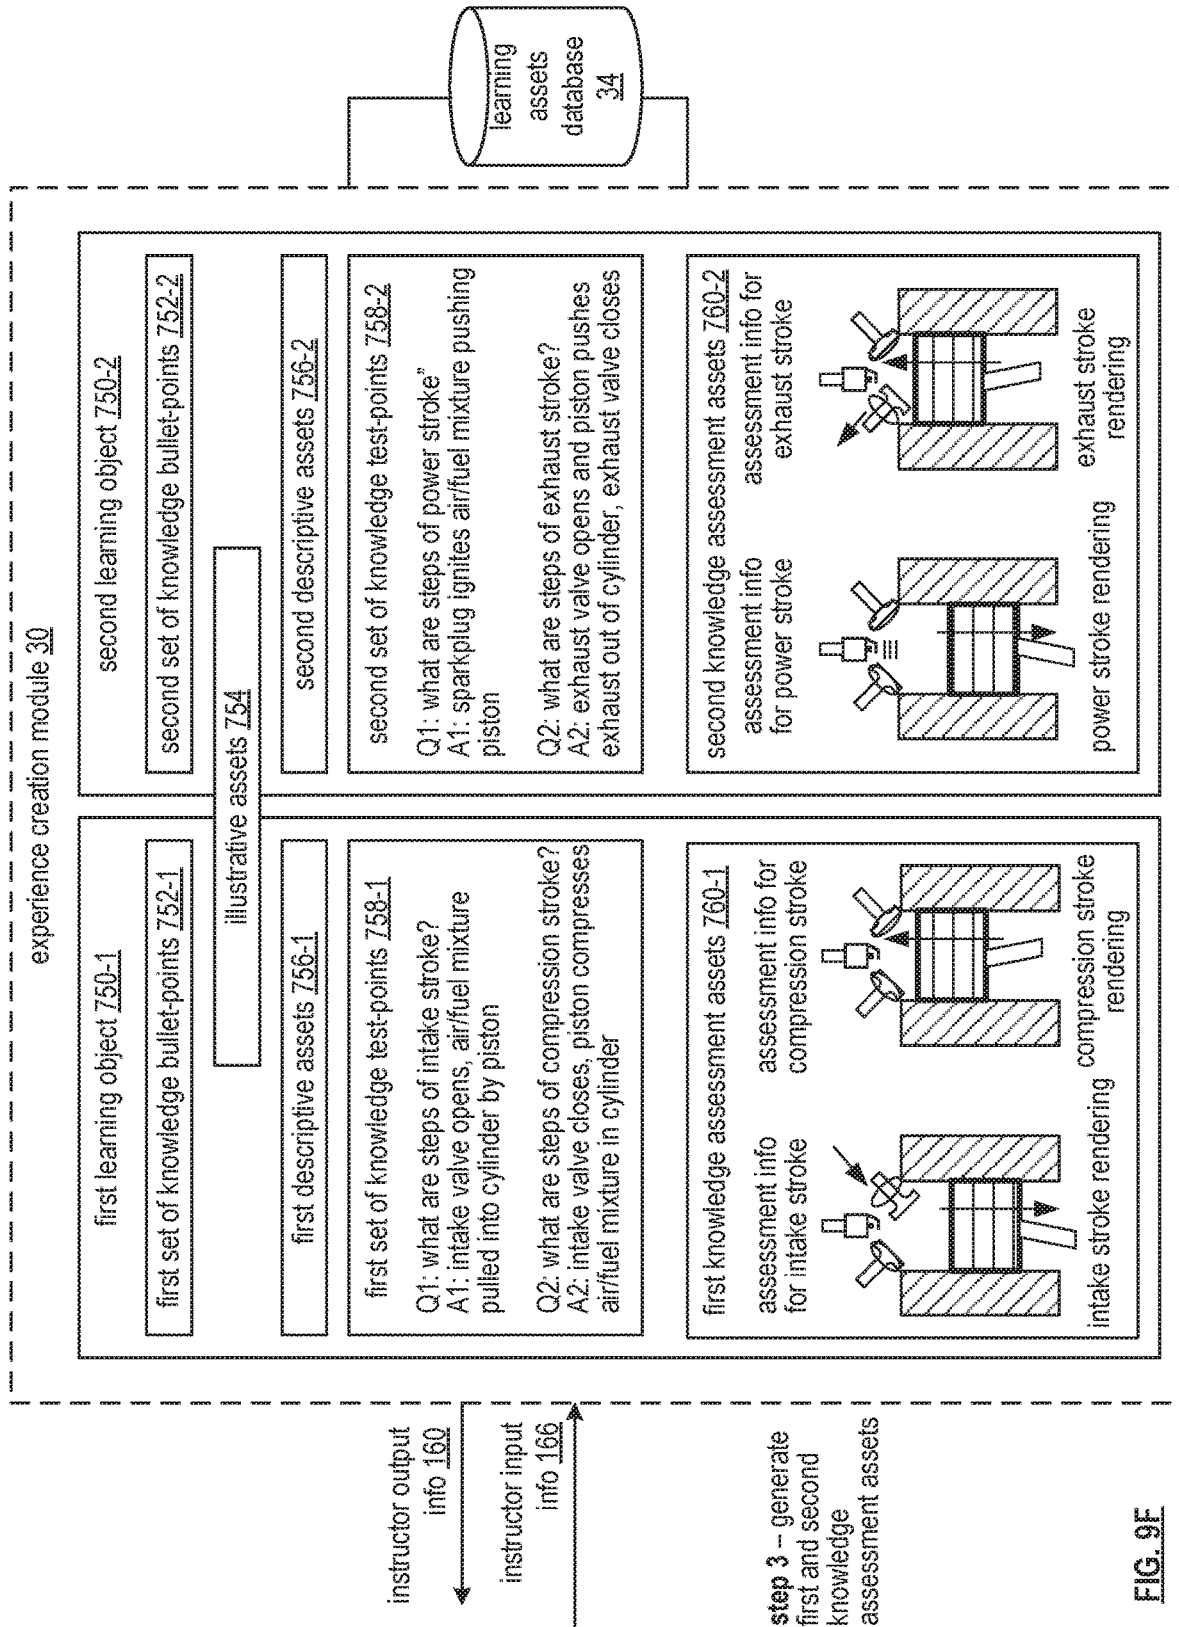 experience creation module 30
first learning object 750-1
first set of knowledge bullet-points 752-1
second learning object 750-2
second set of knowledge bullet-points 752-2
illustrative assets 754
first descriptive assets 756-1
second descriptive assets 756-2
first set of knowledge test-points 758-1
Q1: what are steps of intake stroke?
A1: intake valve opens, air/fuel mixture
pulled into cylinder by piston
Q2: what are steps of compression stroke?
A2: intake valve closes, piston compresses
air/fuel mixture in cylinder
second set of knowledge test-points 758-2
Q1: what are steps of power stroke"
A1: sparkplug ignites air/fuel mixture pushing
piston
Q2: what are steps of exhaust stroke?
A2: exhaust valve opens and piston pushes
exhaust out of cylinder, exhaust valve closes
first knowledge assessment assets 760-1
assessment info
for intake stroke
assessment info for
compression stroke
intake stroke rendering
compression stroke
rendering
second knowledge assessment assets 760-2
assessment info
for power stroke
assessment info for
exhaust stroke
power stroke rendering
exhaust stroke
rendering
learning
assets
database
34
instructor output
info 160
instructor input
info 166
step 3 – generate
first and second
knowledge
assessment assets
FIG. 9F